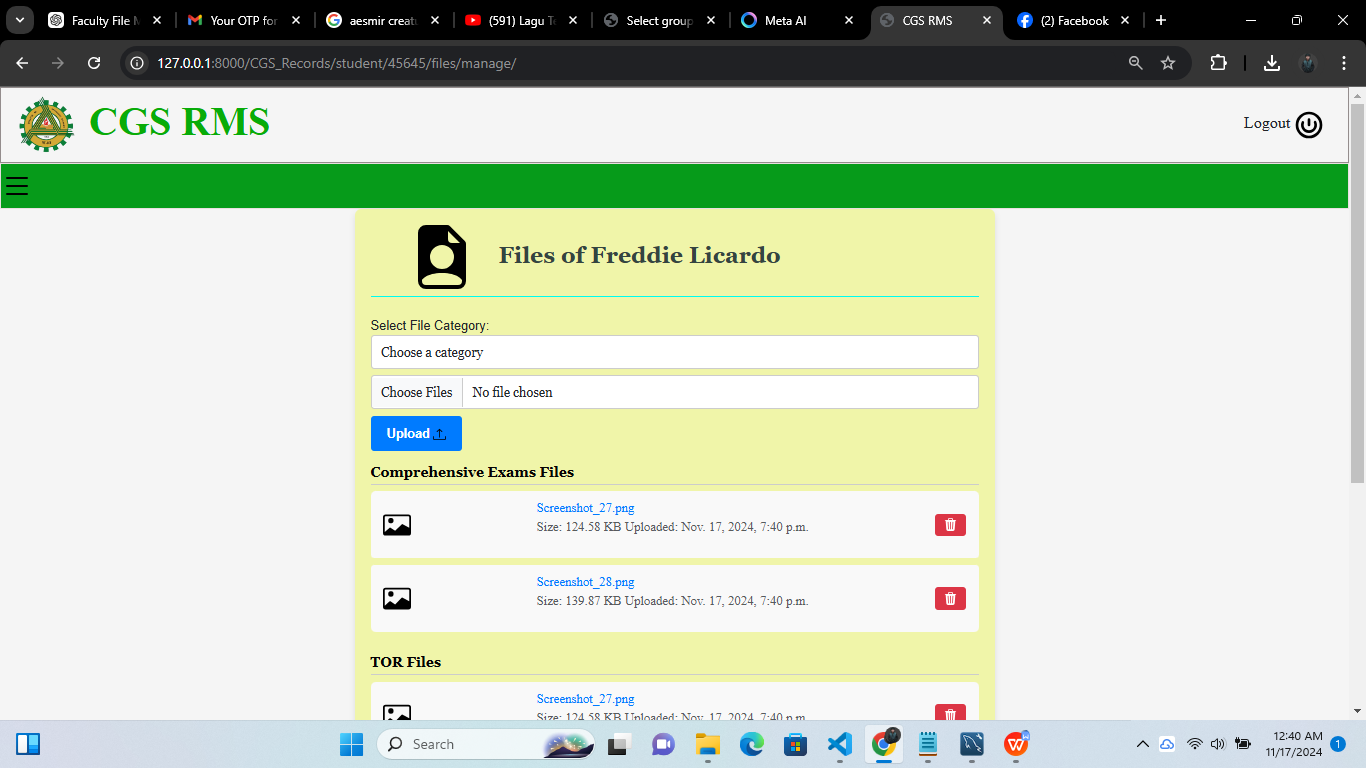 Faculty File M
Your OTP for
aesmir creatu
(591) Lagu T
Select group
Meta AI
CGS RMS
(2) Facebook
127.0.0.1:8000/CGS_Records/student/45645/files/manage/
CGS RMS
Logout
Files of Freddie Licardo
Select File Category:
Choose a category
Choose Files
No file chosen
Upload
Comprehensive Exams Files
Screenshot_27.png
Size: 124.58 KB Uploaded: Nov. 17, 2024, 7:40 p.m.
Screenshot_28.png
Size: 139.87 KB Uploaded: Nov. 17, 2024, 7:40 p.m.
TOR Files
Screenshot_27.png
Size: 124.58 KB Uploaded: Nov. 17, 2024, 7:40 p.m.
Search
12:40 AM
11/17/2024
1